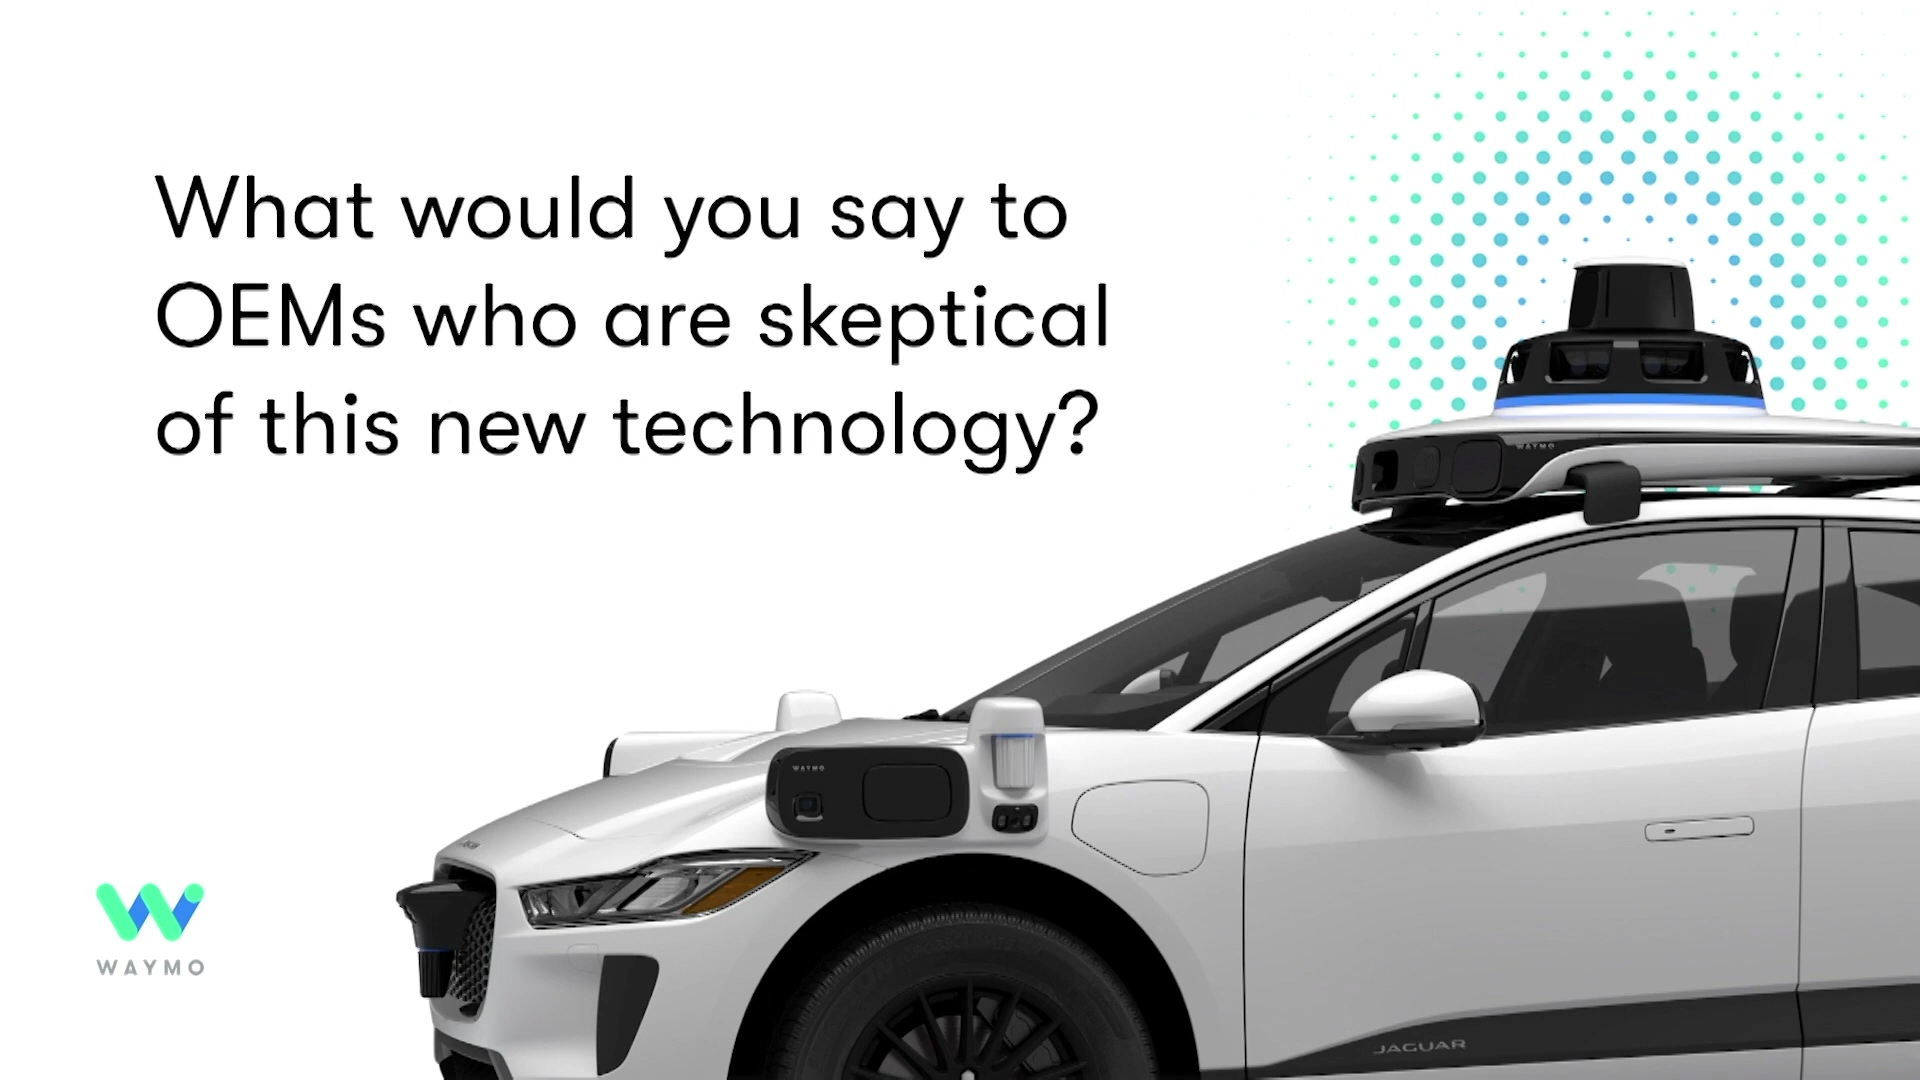 What would you say to
OEMs who are skeptical
of this new technology?
WAYMO
WAYMO
WAYMO
JAGUAR